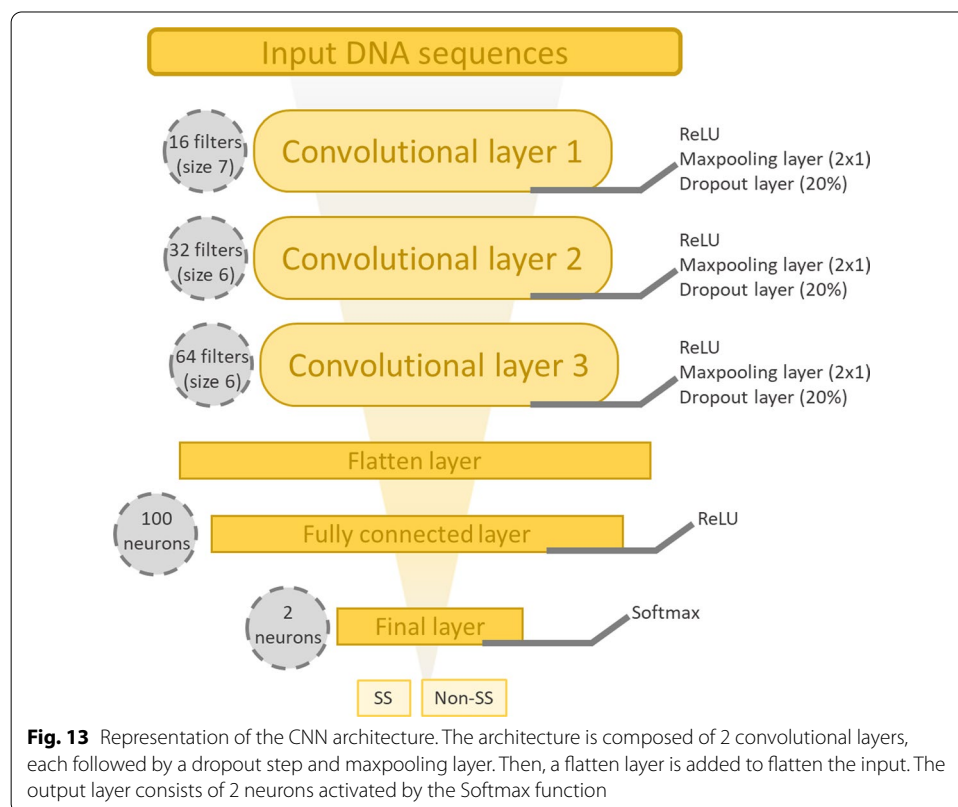 Input DNA sequences
16 filters
(size 7)
Convolutional layer 1
ReLU
Maxpooling layer (2x1)
Dropout layer (20%)
32 filters
(size 6)
Convolutional layer 2
ReLU
Maxpooling layer (2x1)
Dropout layer (20%)
64 filters
(size 6)
Convolutional layer 3
ReLU
Maxpooling layer (2x1)
Dropout layer (20%)
Flatten layer
100
neurons
Fully connected layer
ReLU
2
neurons
Final layer
Softmax
SS
Non-SS
Fig. 13 Representation of the CNN architecture. The architecture is composed of 2 convolutional layers,
each followed by a dropout step and maxpooling layer. Then, a flatten layer is added to flatten the input. The
output layer consists of 2 neurons activated by the Softmax function